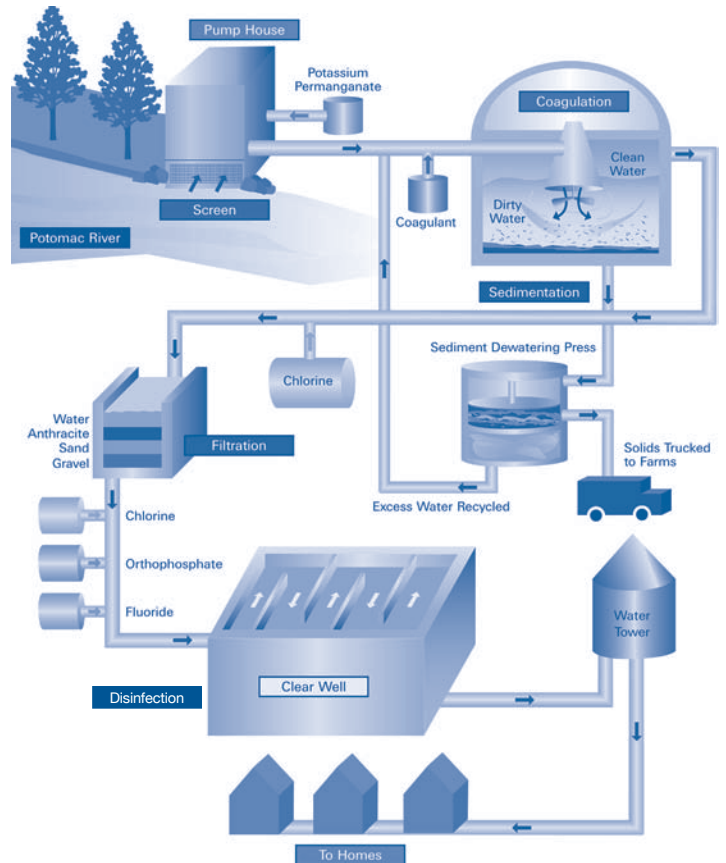 Pump House
Potassium
Permanganate
Coagulation
Clean
Water
Dirty
Water
Coagulant
Screen
Potomac River
Sedimentation
Sediment Dewatering Press
Chlorine
Water
Anthracite
Sand
Gravel
Filtration
Solids Trucked
to Farms
Excess Water Recycled
Chlorine
Orthophosphate
Fluoride
Water
Tower
Disinfection
Clear Well
To Homes